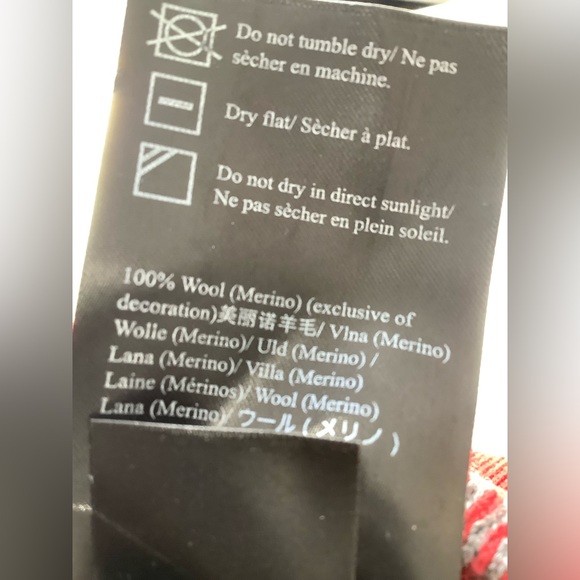 Do not tumble dry/ Ne pas
sècher en machine.
Dry flat/ Sècher à plat.
Do not dry in direct sunlight/
Ne pas sècher en plein soleil.
100% Wool (Merino) (exclusive of
decoration)美丽诺羊毛/ Vlna (Merino)
Wolle (Merino)/ Uld (Merino) /
Lana (Merino)/ Villa (Merino)
Laine (Mérinos)/ Wool (Merino)
Lana (Merino)/ ウール (メリノ)